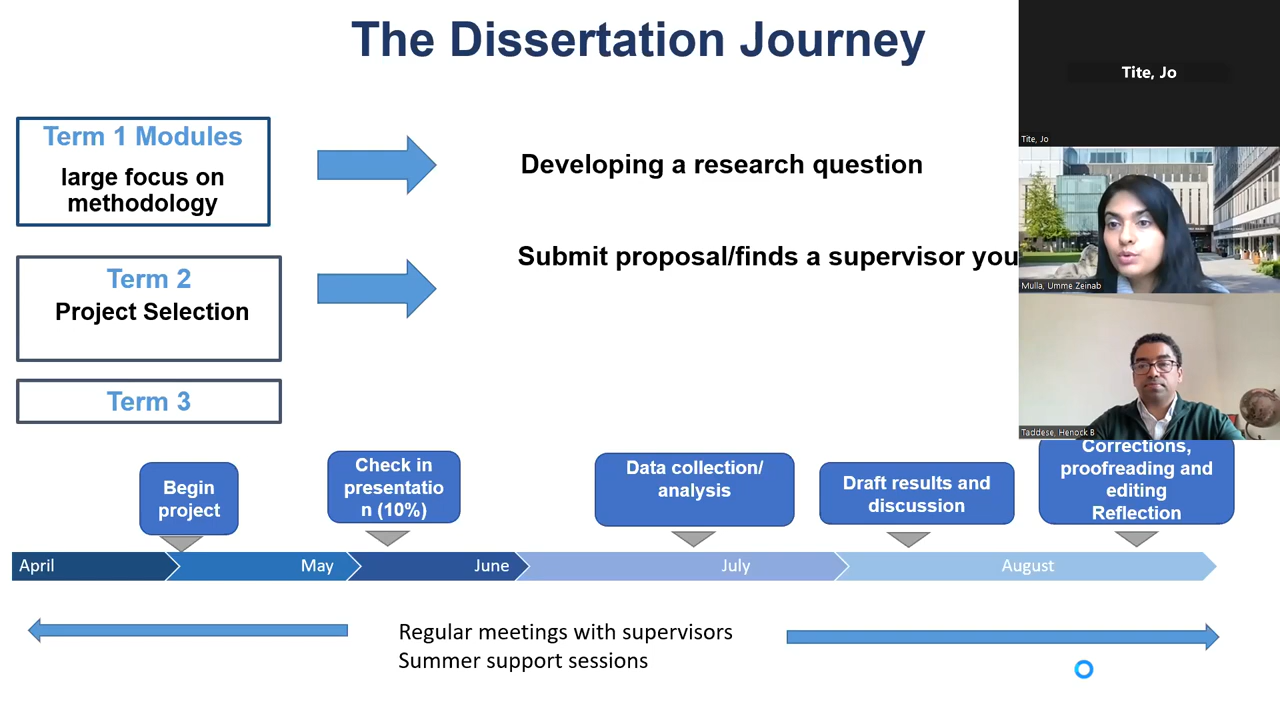 The Dissertation Journey
Tite, Jo
Tite, Jo
Term 1 Modules
large focus on
methodology
Developing a research question
Term 2
Project Selection
Submit proposal/finds a supervisor you
Mulla, Umme Zeinab
Term 3
Taddese, Henock B
Begin
project
Check in
presentatio
n (10%)
Data collection/
analysis
Draft results and
discussion
Corrections,
proofreading and
editing
Reflection
April
May
June
July
August
Regular meetings with supervisors
Summer support sessions